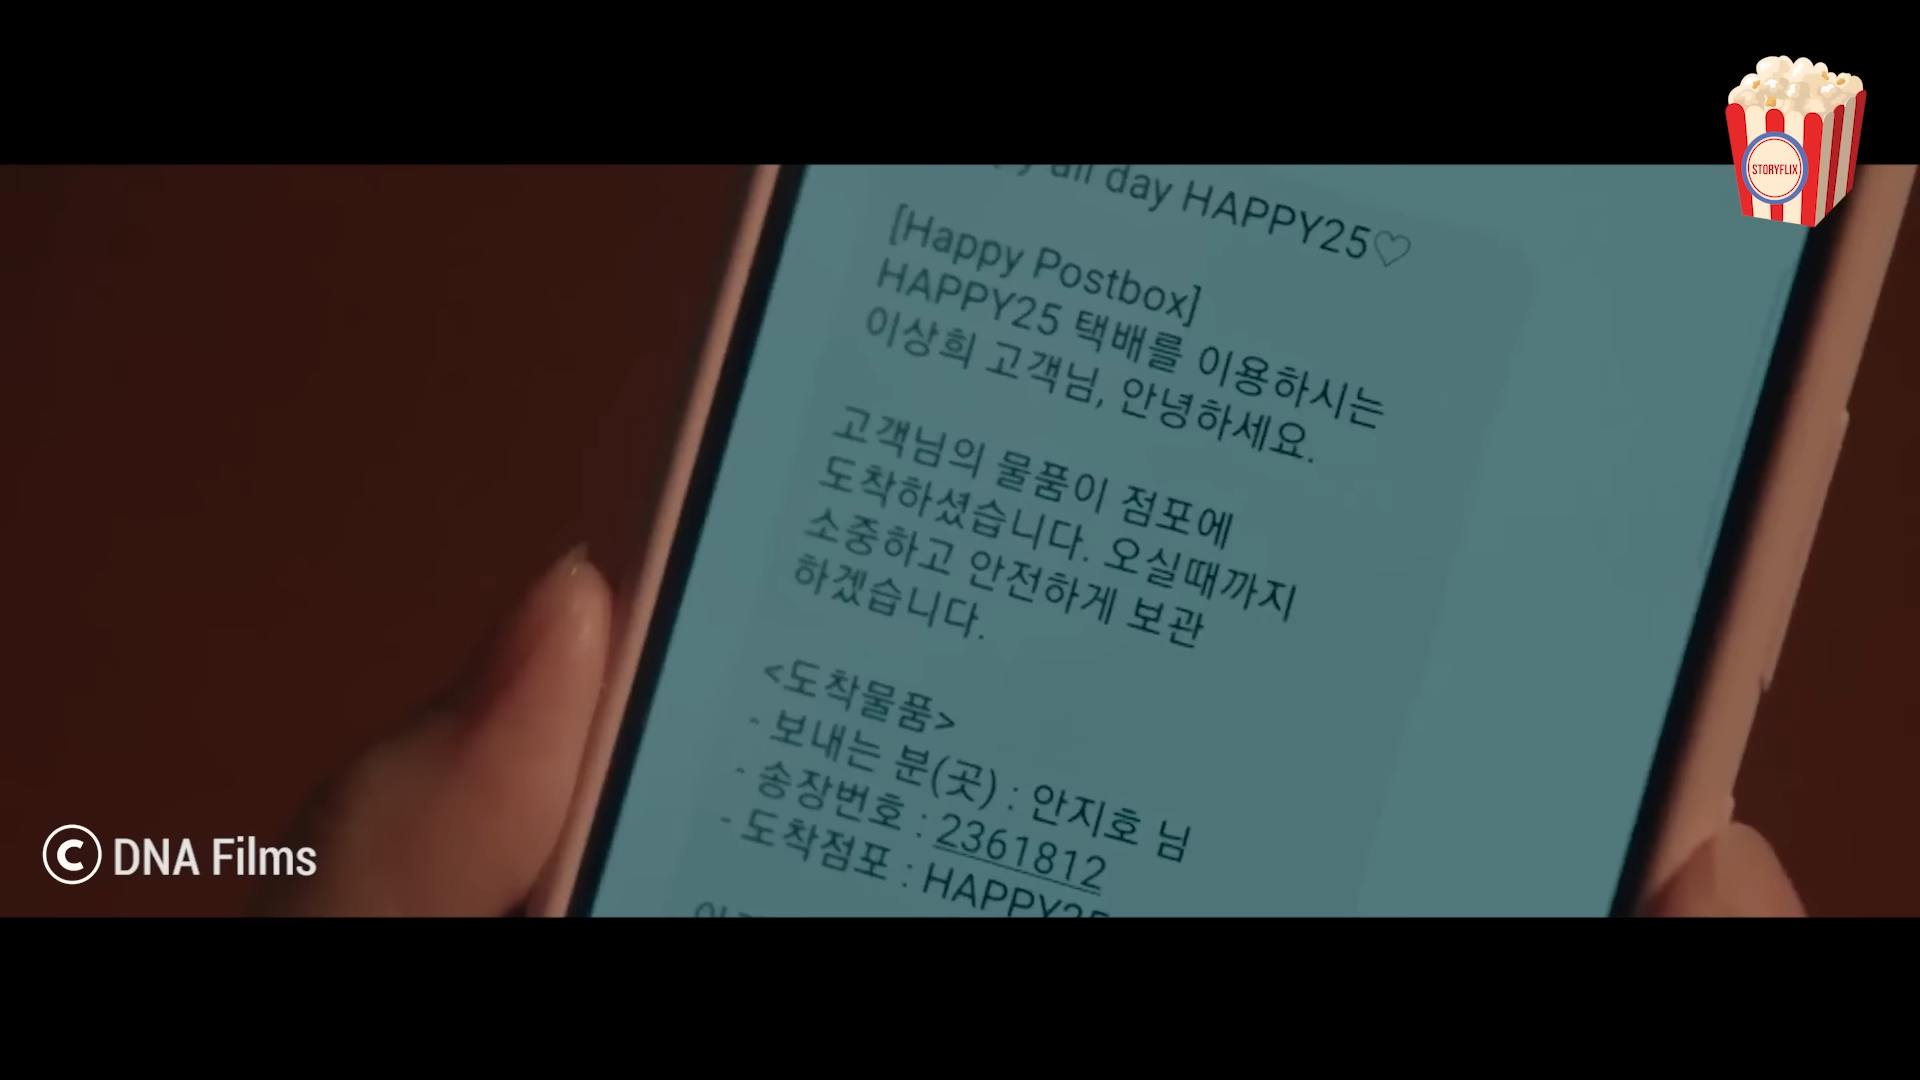 all day HAPPY25♡
[Happy Postbox]
HAPPY25 택배를 이용하시는
이상희 고객님, 안녕하세요.
고객님의 물품이 점포에
도착하셨습니다. 오실때까지
소중하고 안전하게 보관
하겠습니다.
<도착물품>
- 보내는 분(곳) : 안지호 님
- 송장번호 : 2361812
- 도착점포 : HAPPY25
STORYFLIX
© DNA Films